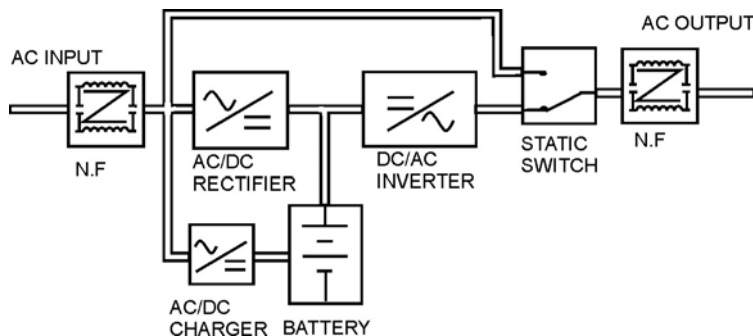 AC INPUT
AC OUTPUT
N.F
AC/DC
RECTIFIER
DC/AC
INVERTER
STATIC
SWITCH
N.F
AC/DC
CHARGER
BATTERY